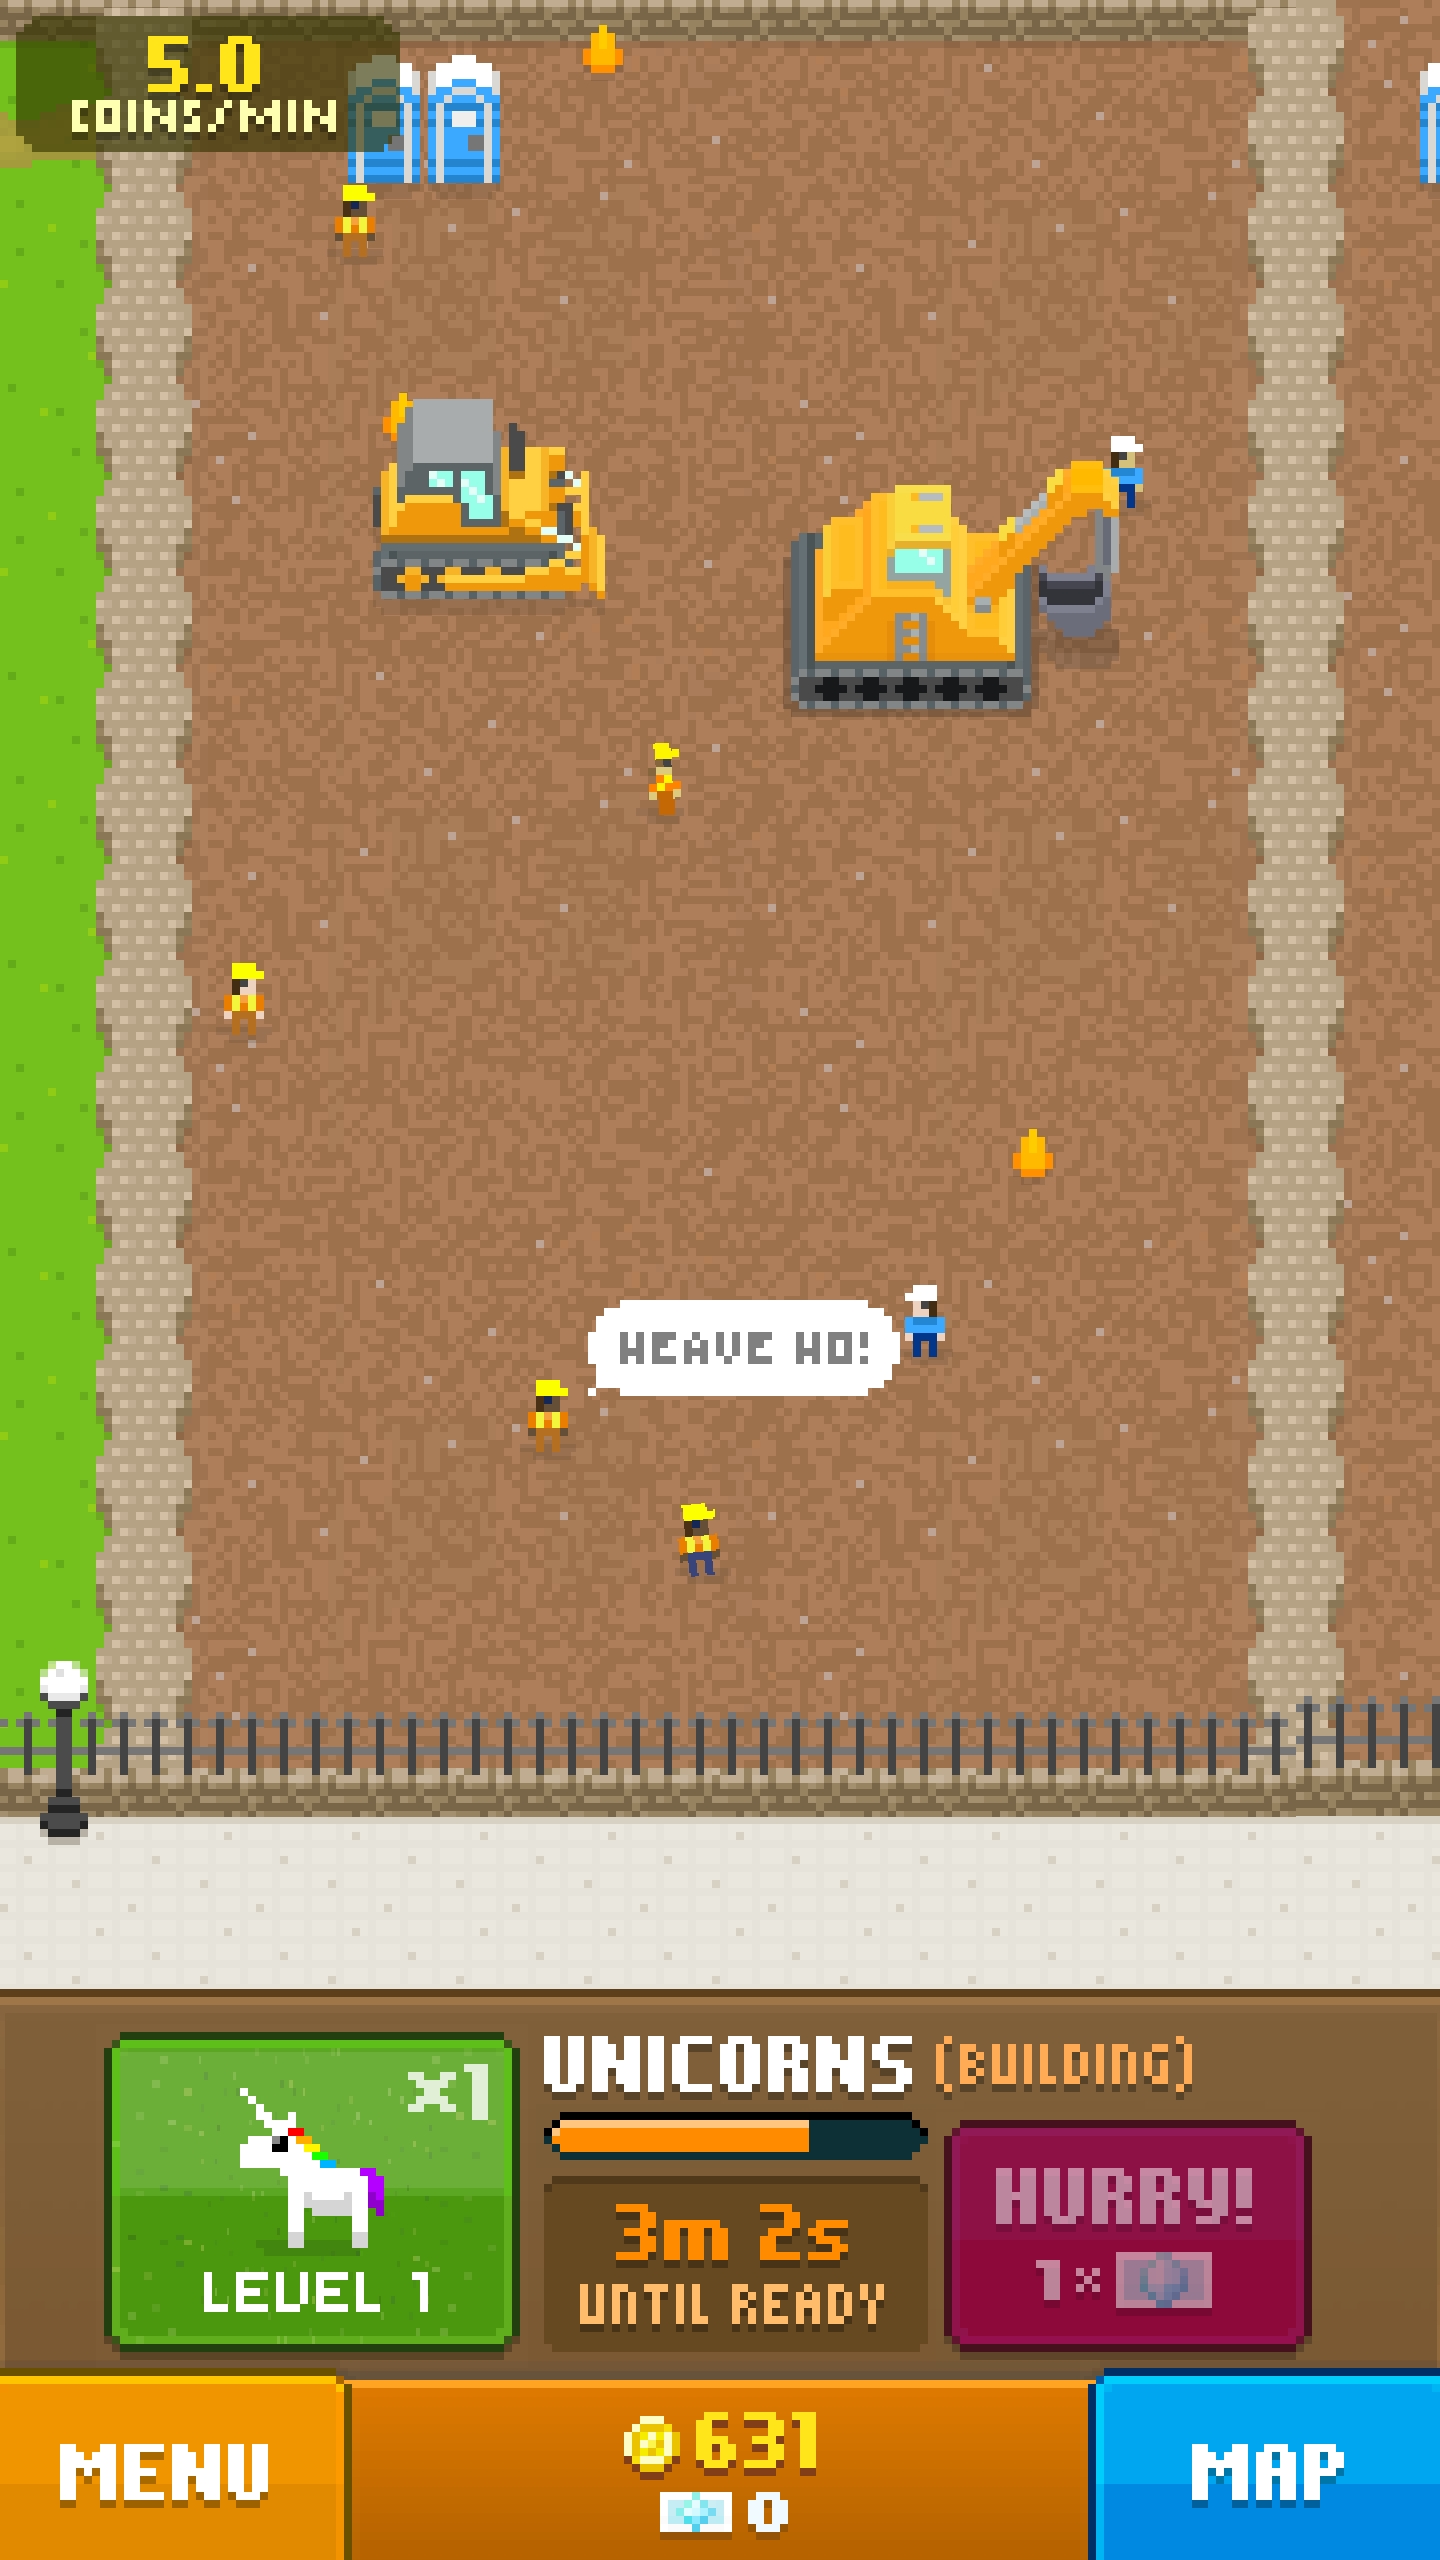 5.0
COINS/MIN
HEAVE HO!
UNICORNS (BUILDING)
x1
LEVEL 1
3m 2s
UNTIL READY
HURRY!
1×
MENU
631
0
MAP